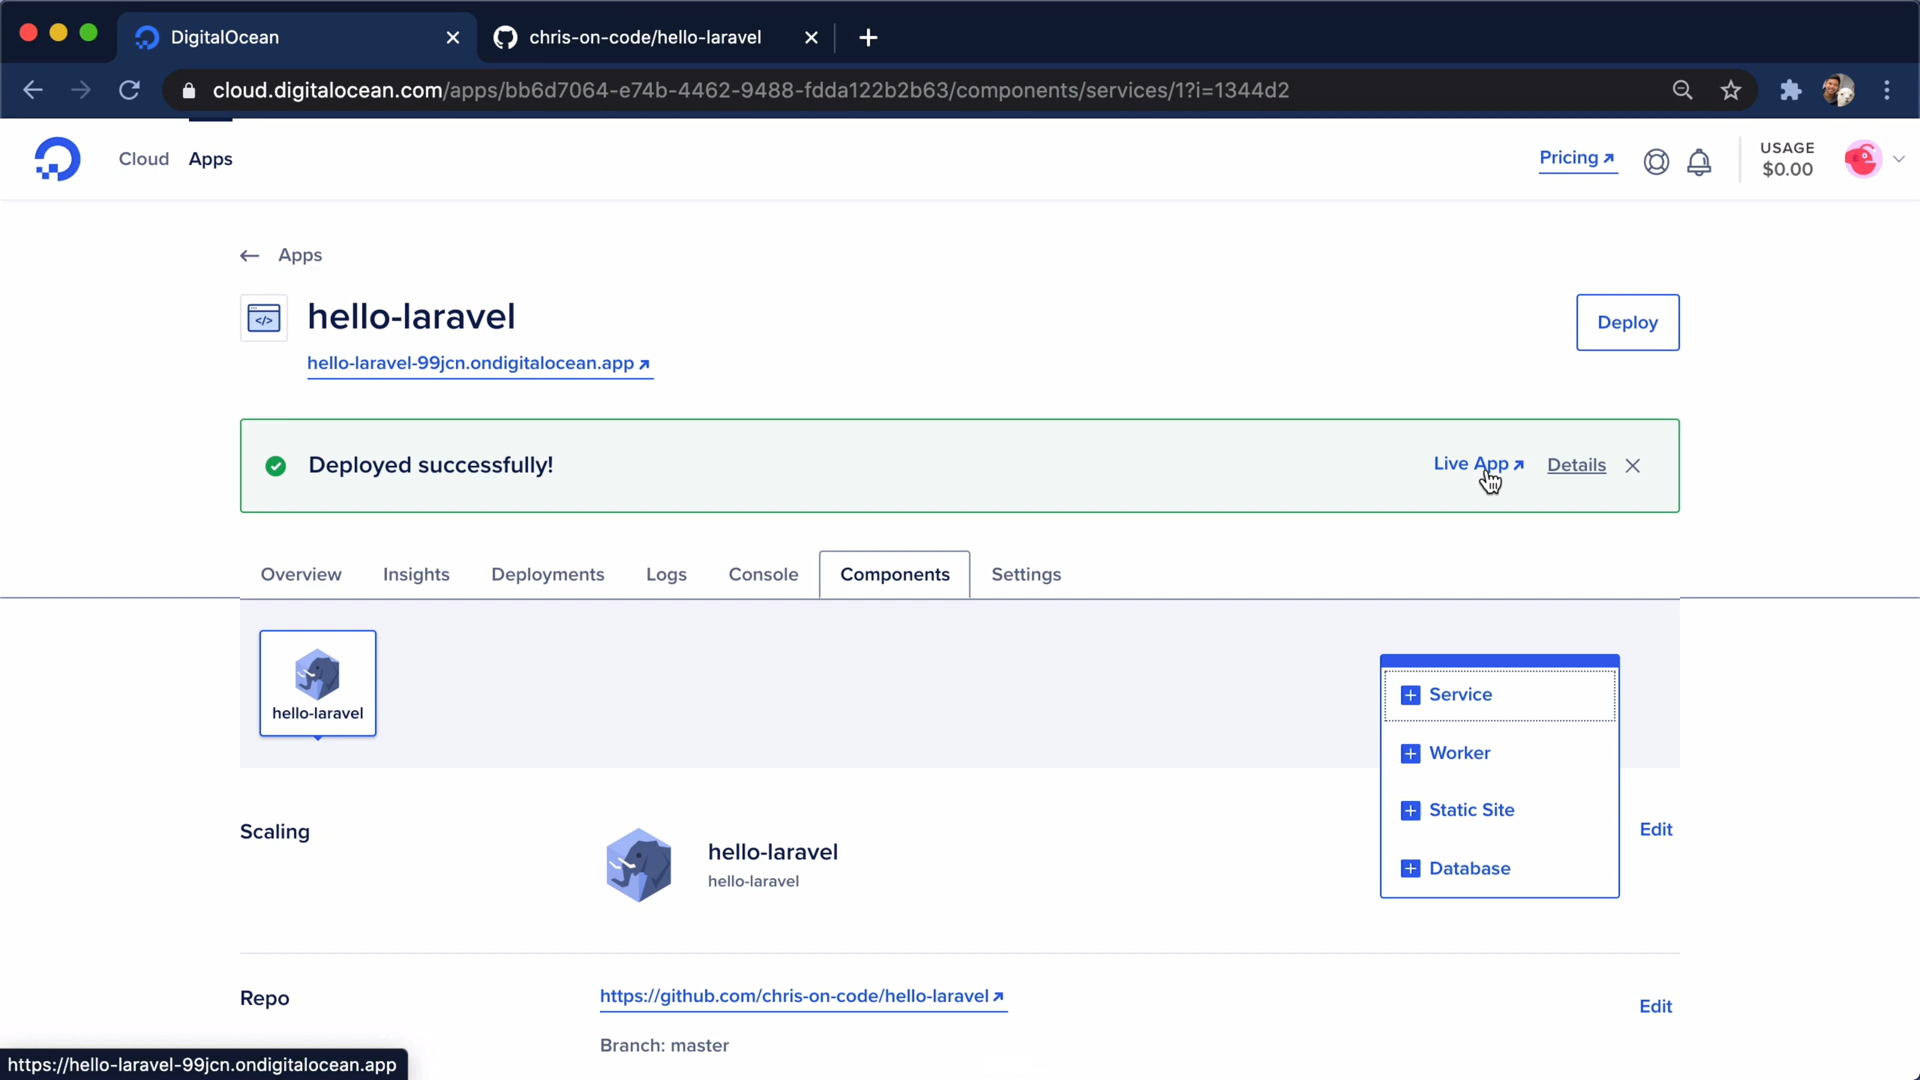 DigitalOcean
chris-on-code/hello-laravel
cloud.digitalocean.com/apps/bb6d7064-e74b-4462-9488-fdda122b2b63/components/services/1?i=1344d2
Cloud
Apps
Pricing
USAGE
$0.00
Apps
hello-laravel
hello-laravel-99jcn.ondigitalocean.app
Deploy
Deployed successfully!
Live App
Details
Overview
Insights
Deployments
Logs
Console
Components
Settings
hello-laravel
Service
Worker
Static Site
Database
Scaling
hello-laravel
hello-laravel
Edit
Repo
https://github.com/chris-on-code/hello-laravel
Edit
Branch: master
https://hello-laravel-99jcn.ondigitalocean.app